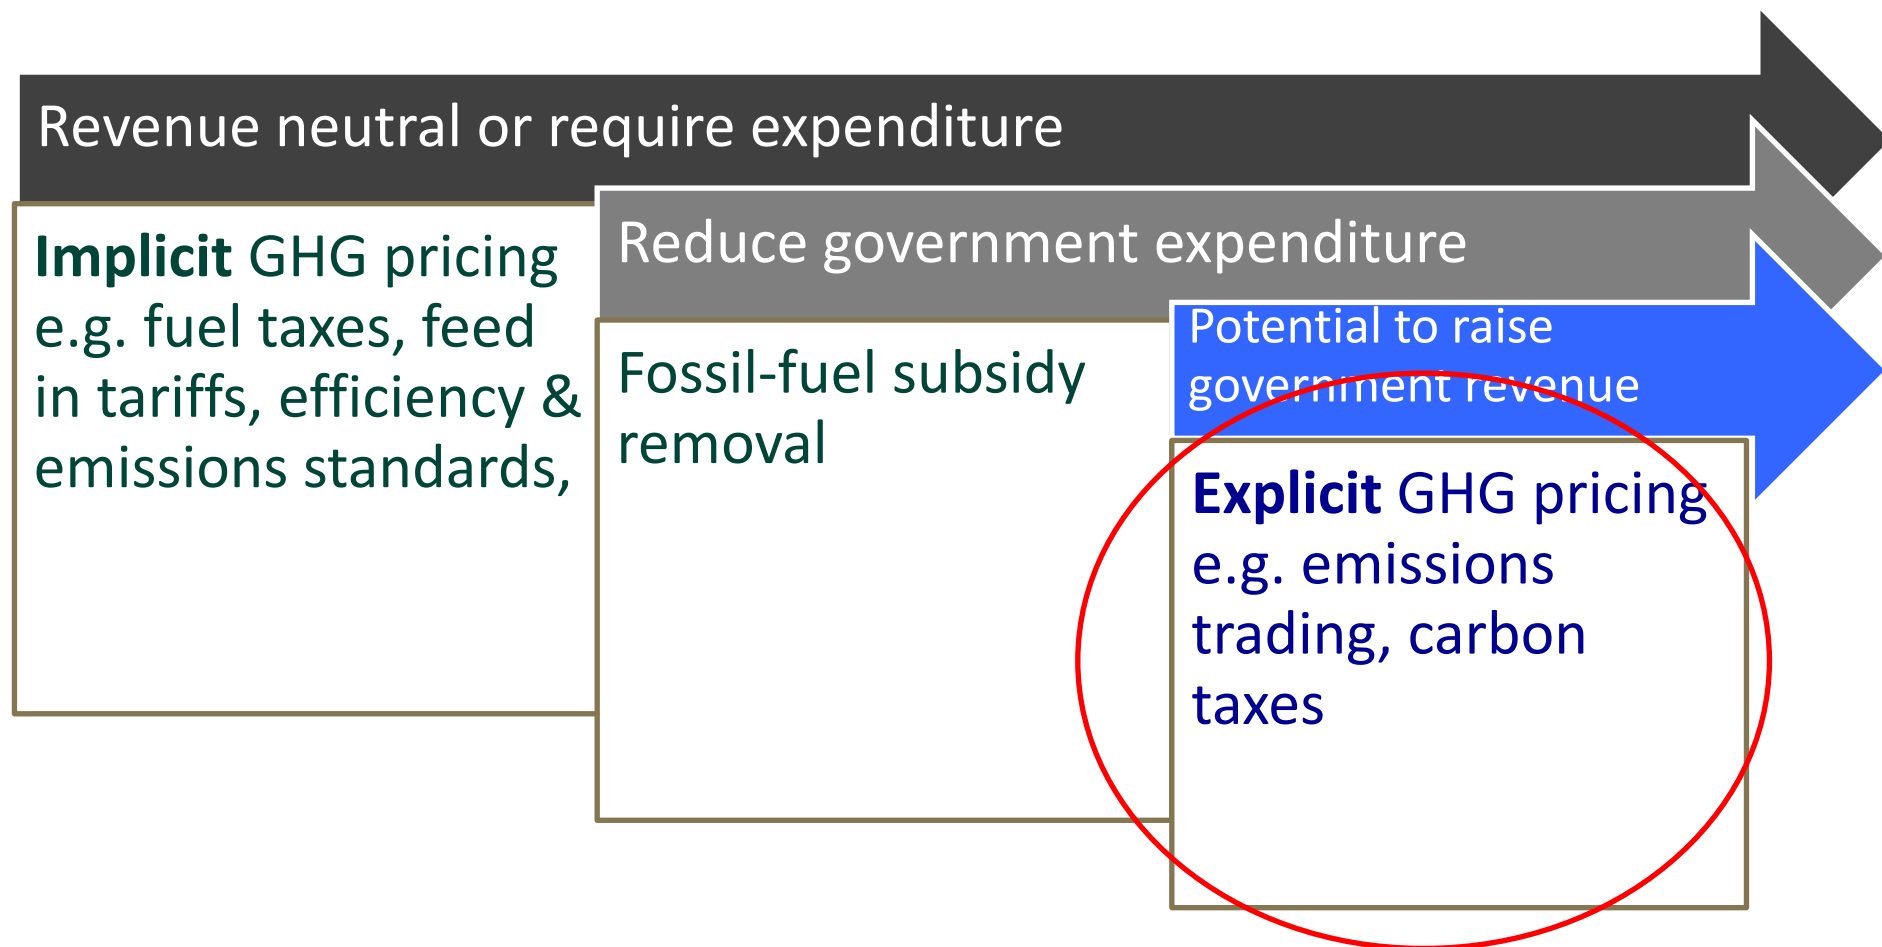 Revenue neutral or require expenditure
Implicit GHG pricing
e.g. fuel taxes, feed
in tariffs, efficiency &
emissions standards,
Reduce government expenditure
Fossil-fuel subsidy
removal
Potential to raise
government revenue
Explicit GHG pricing
e.g. emissions
trading, carbon
taxes